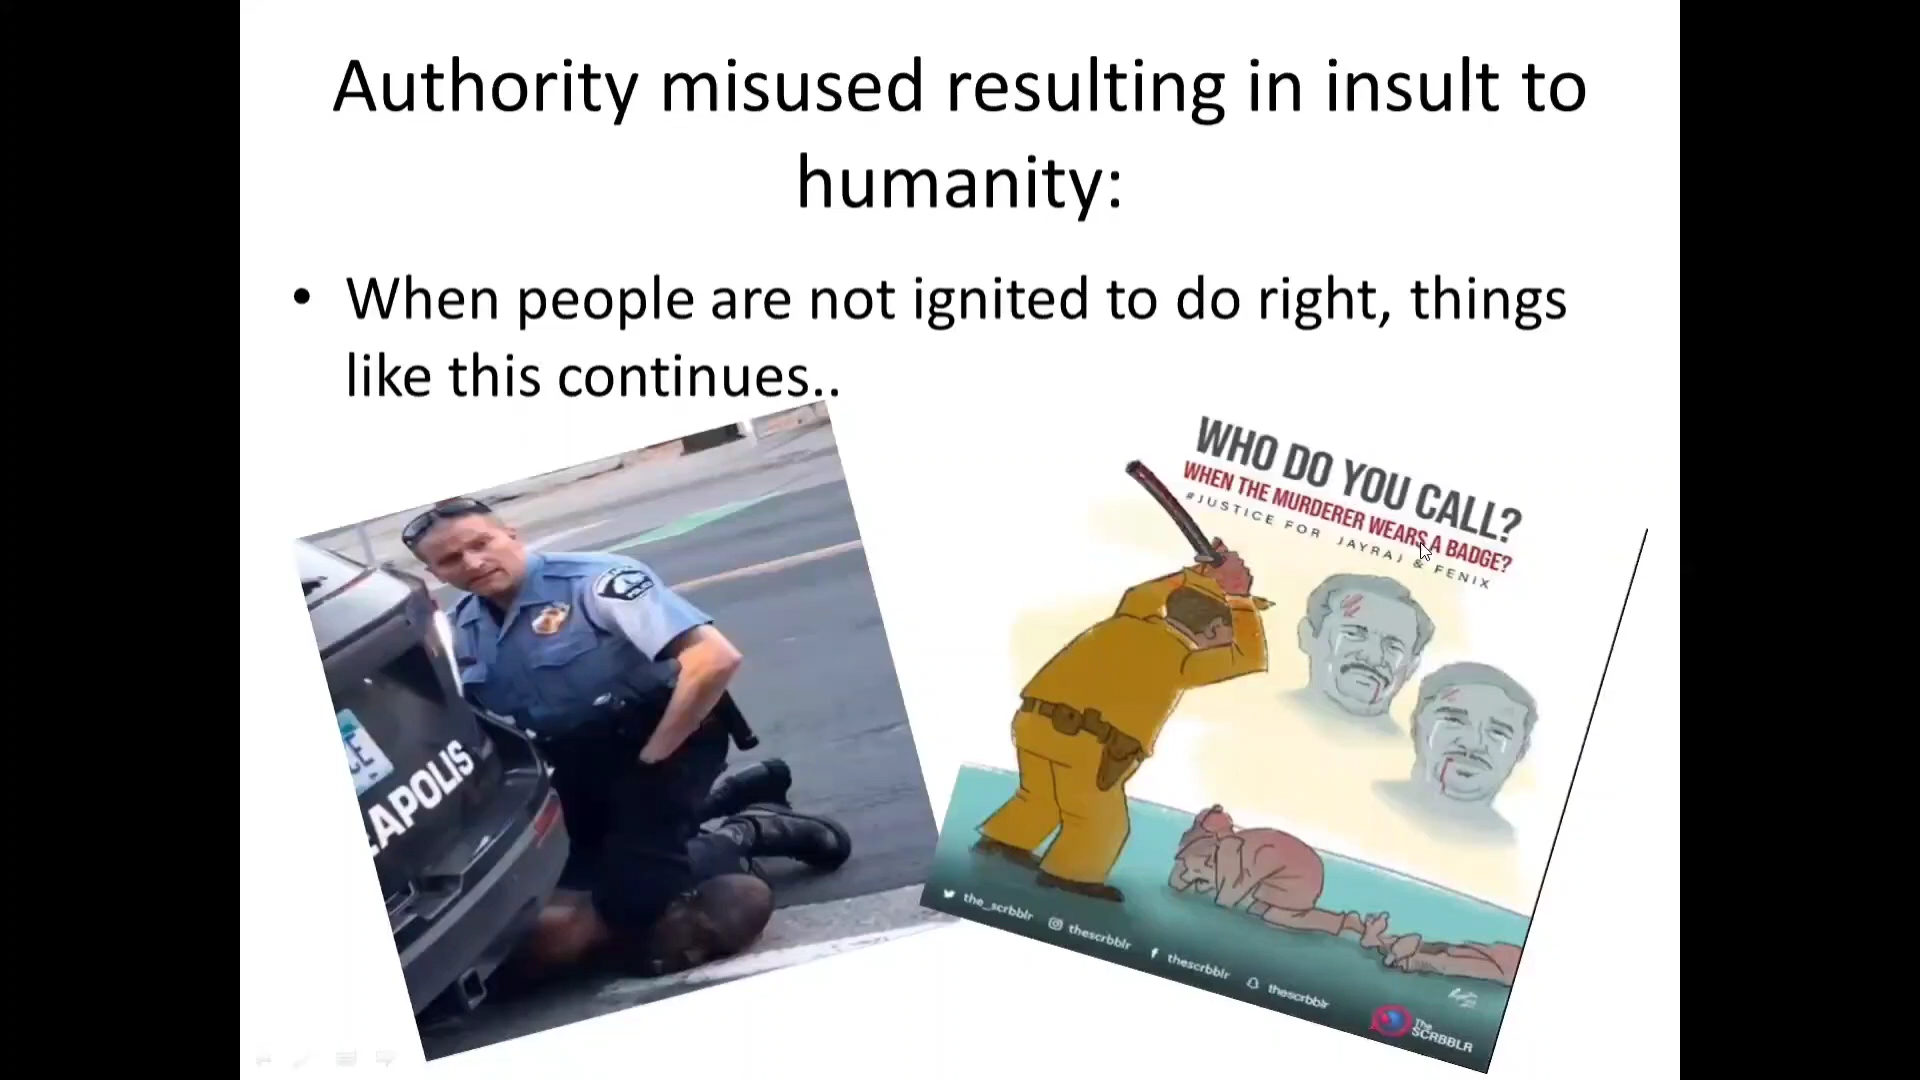 Authority misused resulting in insult to
humanity:
• When people are not ignited to do right, things
like this continues..
WHO DO YOU CALL?
WHEN THE MURDERER WEARS A BADGE?
#JUSTICE FOR JAYRAJ & FENIX
APOLIS
the_scrbblr
thescrbblr
thescrbblr
thescrbblr
The
SCRBBLR